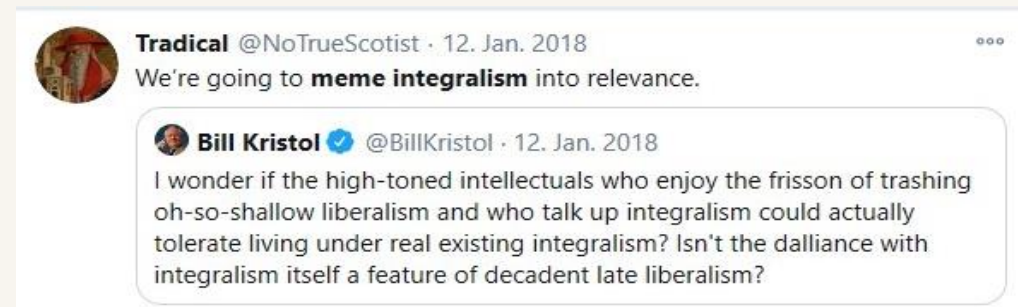 Tradical @NoTrueScotist · 12. Jan. 2018
We're going to meme integralism into relevance.
Bill Kristol @BillKristol · 12. Jan. 2018
I wonder if the high-toned intellectuals who enjoy the frisson of trashing
oh-so-shallow liberalism and who talk up integralism could actually
tolerate living under real existing integralism? Isn't the dalliance with
integralism itself a feature of decadent late liberalism?